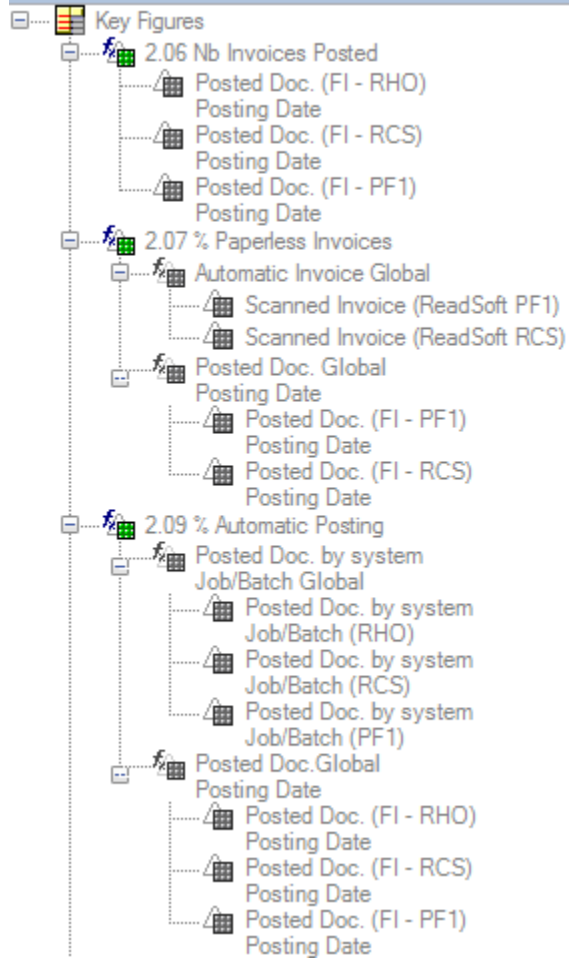 Key Figures
2.06 Nb Invoices Posted
Posted Doc. (FI - RHO)
Posting Date
Posted Doc. (FI - RCS)
Posting Date
Posted Doc. (FI - PF1)
Posting Date
2.07 % Paperless Invoices
Automatic Invoice Global
Scanned Invoice (ReadSoft PF1)
Scanned Invoice (ReadSoft RCS)
Posted Doc. Global
Posting Date
Posted Doc. (FI - PF1)
Posting Date
Posted Doc. (FI - RCS)
Posting Date
2.09 % Automatic Posting
Posted Doc. by system
Job/Batch Global
Posted Doc. by system
Job/Batch (RHO)
Posted Doc. by system
Job/Batch (RCS)
Posted Doc. by system
Job/Batch (PF1)
Posted Doc.Global
Posting Date
Posted Doc. (FI - RHO)
Posting Date
Posted Doc. (FI - RCS)
Posting Date
Posted Doc. (FI - PF1)
Posting Date